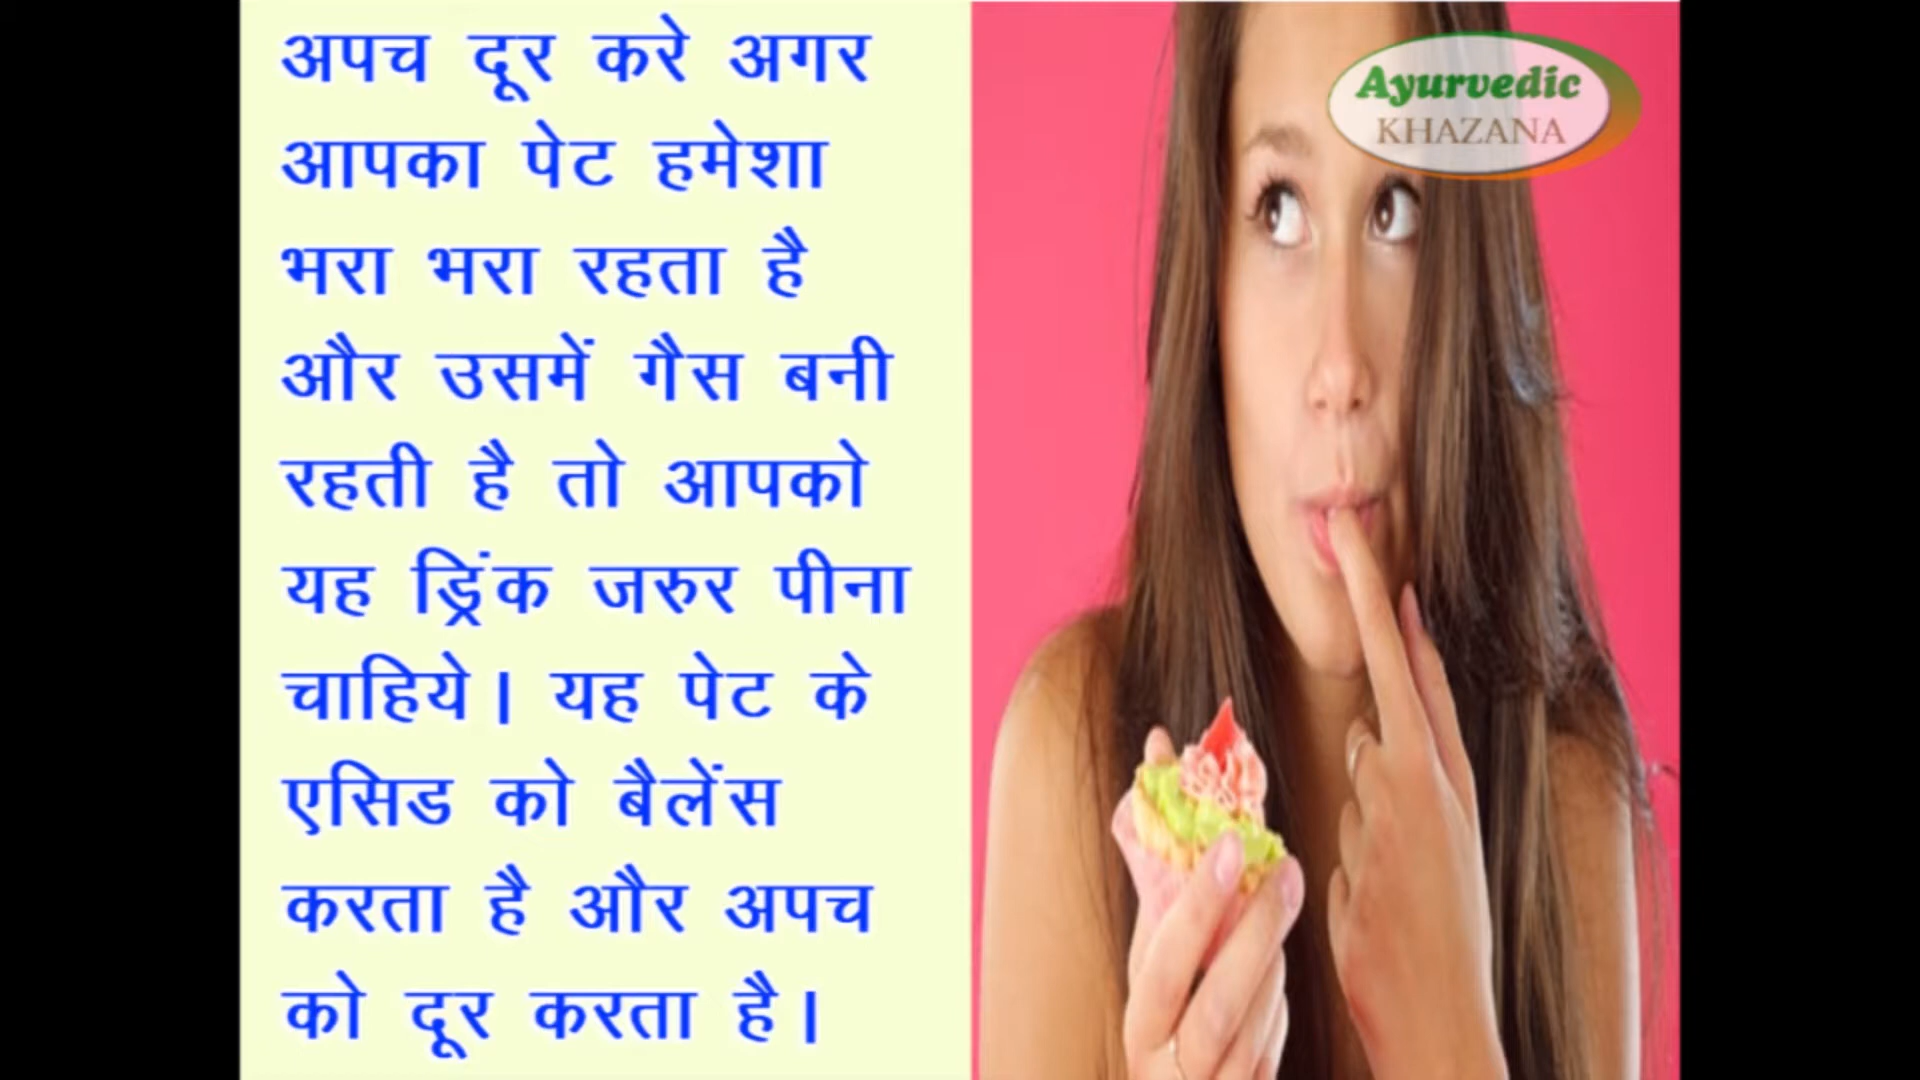 अपच दूर करे अगर
आपका पेट हमेशा
भरा भरा रहता है
और उसमें गैस बनी
रहती है तो आपको
यह ड्रिंक जरुर पीना
चाहिये। यह पेट के
एसिड को बैलेंस
करता है और अपच
को दूर करता है।
Ayurvedic
KHAZANA